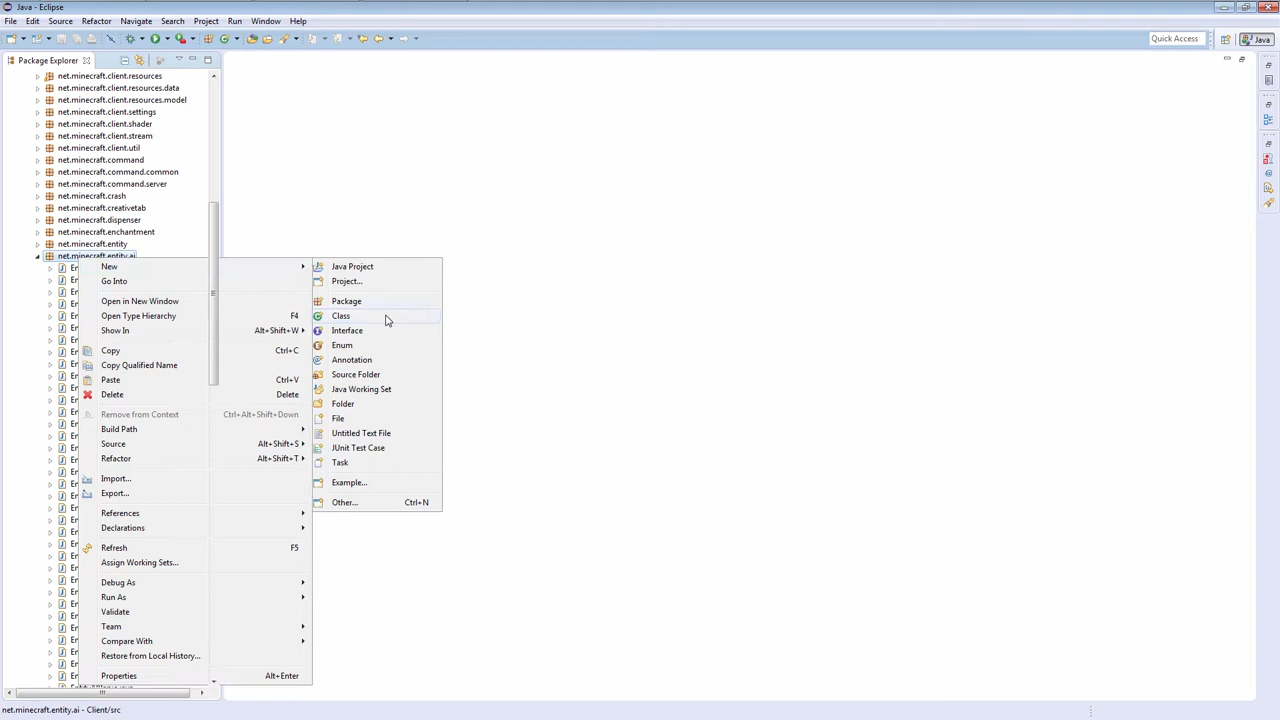 Java - Eclipse
File Edit Source Refactor Navigate Search Project Run Window Help
Quick Access
Java
Package Explorer
net.minecraft.client.resources
net.minecraft.client.resources.data
net.minecraft.client.resources.model
net.minecraft.client.settings
net.minecraft.client.shader
net.minecraft.client.stream
net.minecraft.client.util
net.minecraft.command
net.minecraft.command.common
net.minecraft.command.server
net.minecraft.crash
net.minecraft.creativetab
net.minecraft.dispenser
net.minecraft.enchantment
net.minecraft.entity
net.minecraft.entity.ai
New
Go Into
Open in New Window
Open Type Hierarchy F4
Show In Alt+Shift+W
Copy Ctrl+C
Copy Qualified Name
Paste Ctrl+V
Delete Delete
Remove from Context Ctrl+Alt+Shift+Down
Build Path
Source Alt+Shift+S
Refactor Alt+Shift+T
Import...
Export...
References
Declarations
Refresh F5
Assign Working Sets...
Debug As
Run As
Validate
Team
Compare With
Restore from Local History...
Properties Alt+Enter
Java Project
Project...
Package
Class
Interface
Enum
Annotation
Source Folder
Java Working Set
Folder
File
Untitled Text File
JUnit Test Case
Task
Example...
Other... Ctrl+N
net.minecraft.entity.ai - Client/src